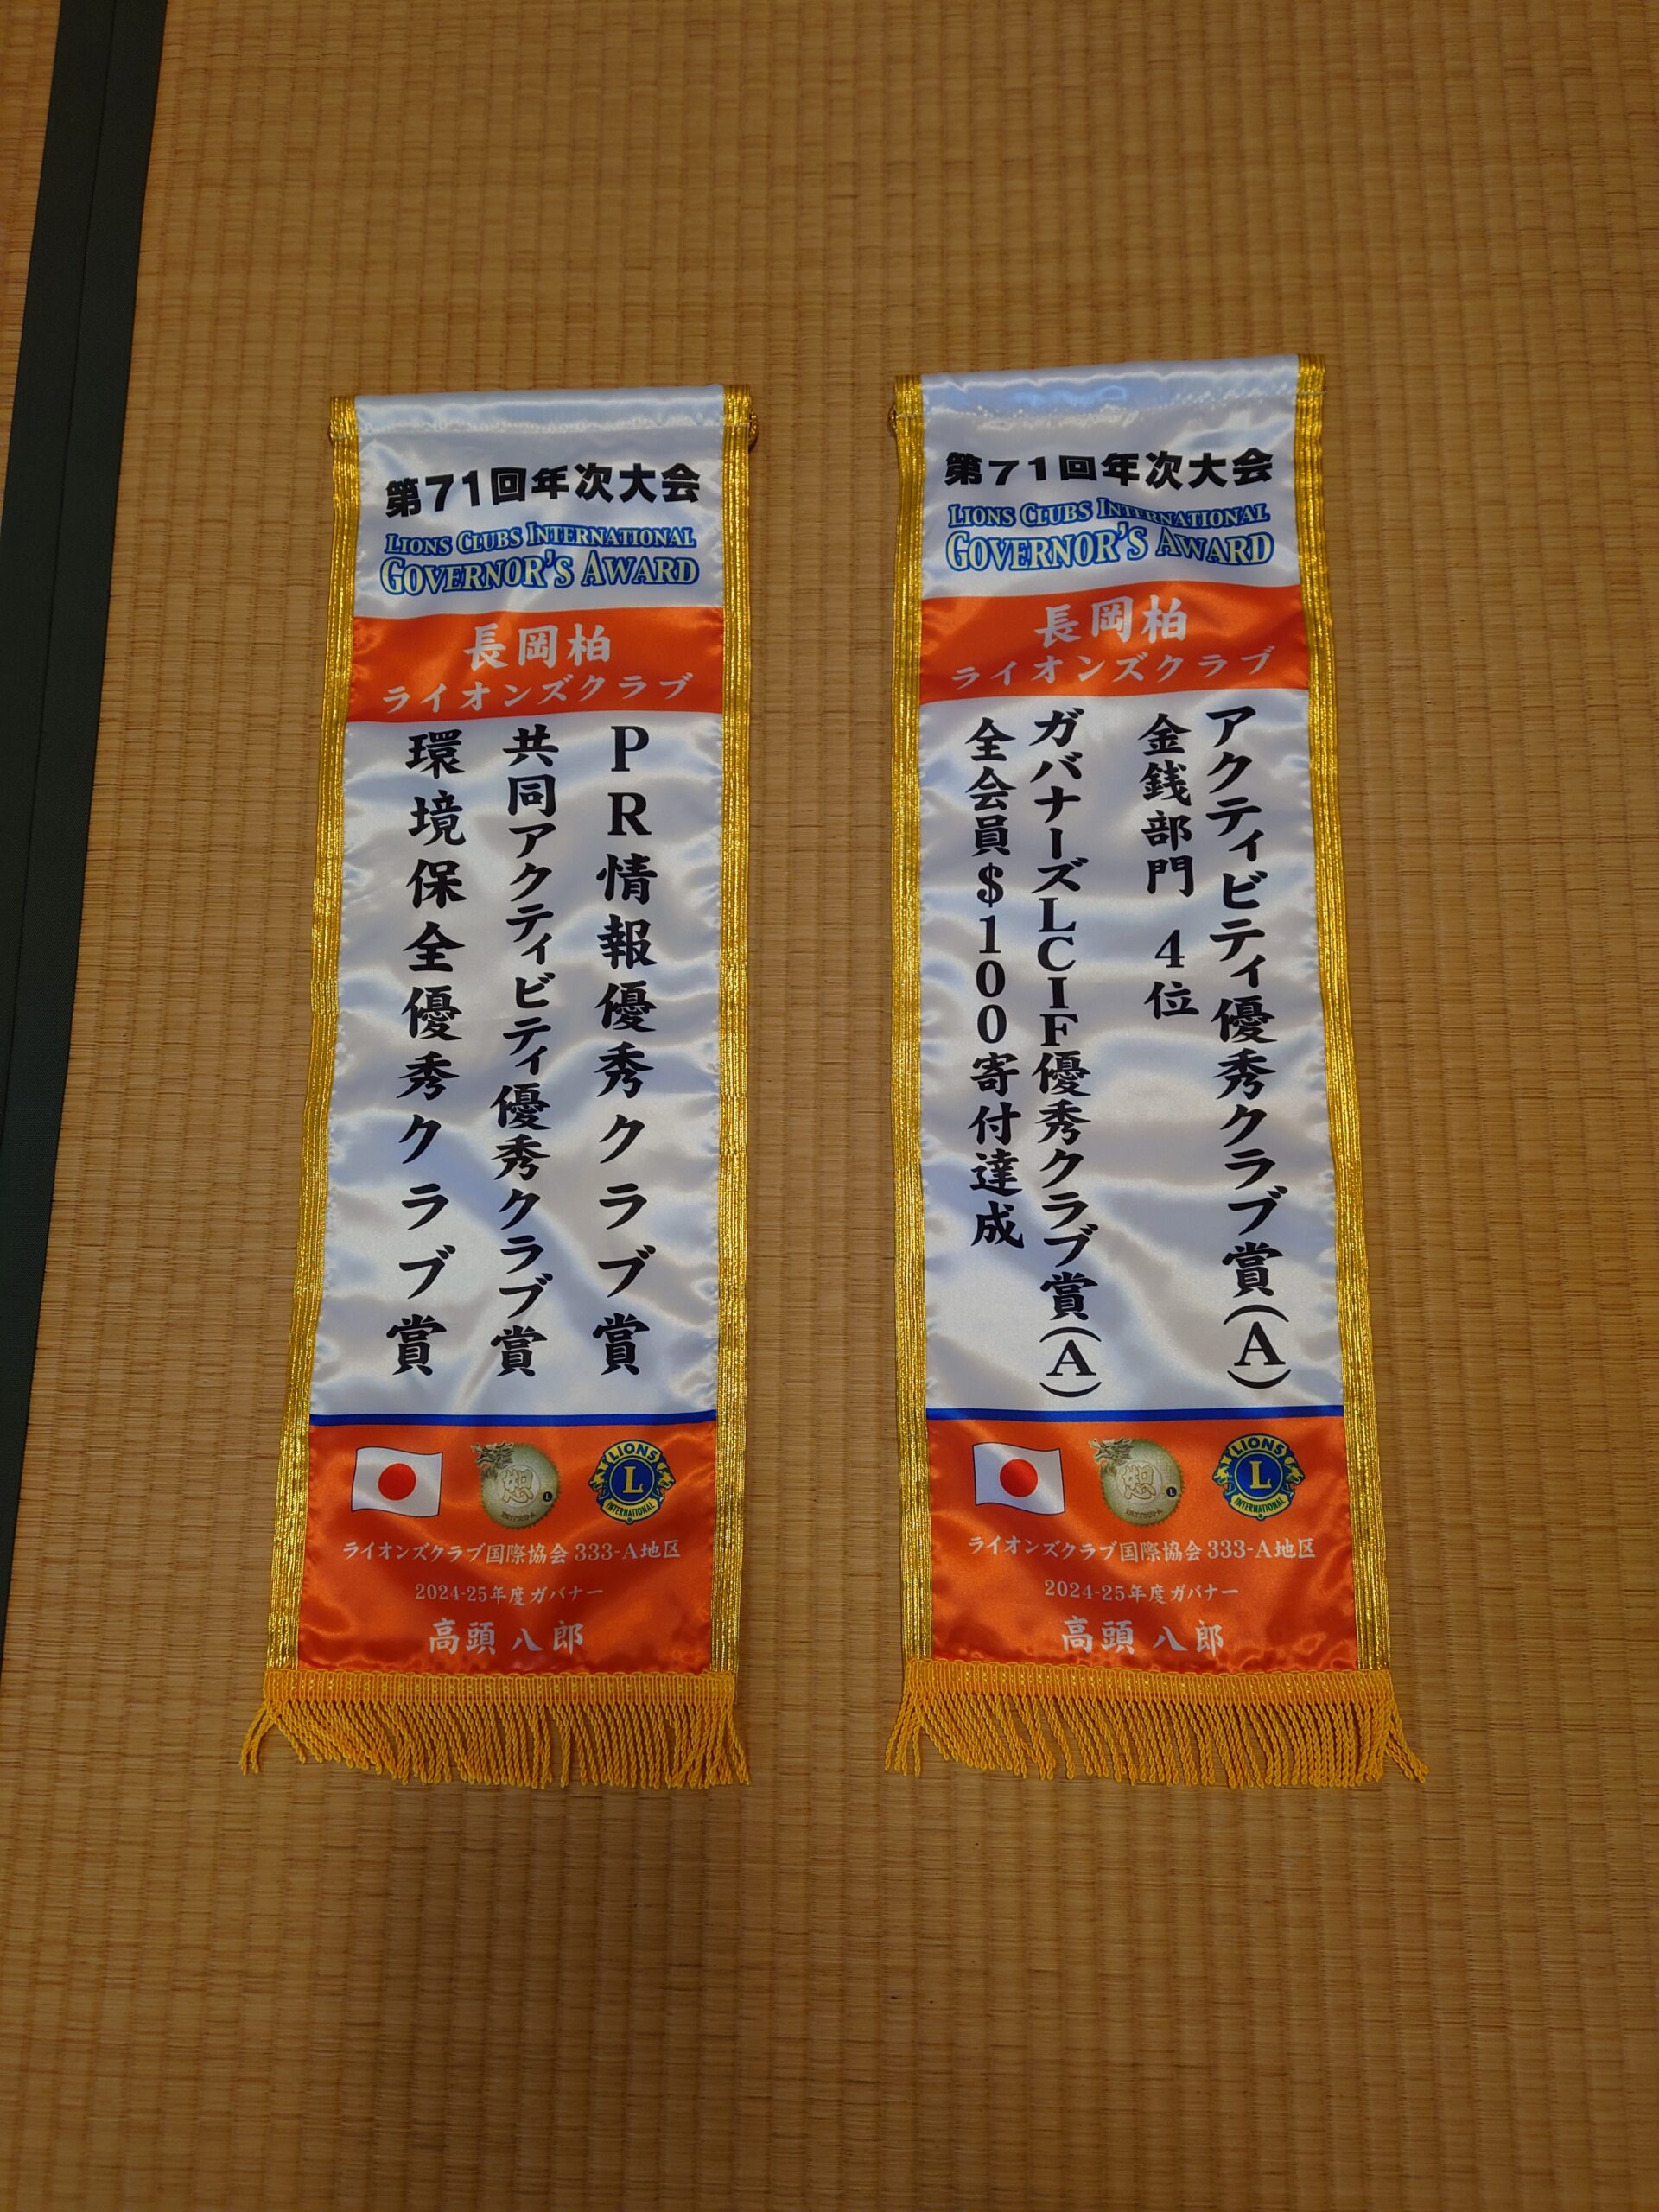 第71回年次大会
LIONS CLUBS INTERNATIONAL
GOVERNOR'S AWARD
長岡柏
ライオンズクラブ
PR情報優秀クラブ賞
共同アクティビティ優秀クラブ賞
環境保全優秀クラブ賞
LIONS
L
INTERNATIONAL
ライオンズクラブ国際協会 333-A地区
2024-25年度ガバナー
高頭 八郎
第71回年次大会
LIONS CLUBS INTERNATIONAL
GOVERNOR'S AWARD
長岡柏
ライオンズクラブ
アクティビティ優秀クラブ賞(A)
金銭部門 4位
ガバナーズLCIF優秀クラブ賞(A)
全会員$100寄付達成
LIONS
L
INTERNATIONAL
ライオンズクラブ国際協会 333-A地区
2024-25年度ガバナー
高頭 八郎